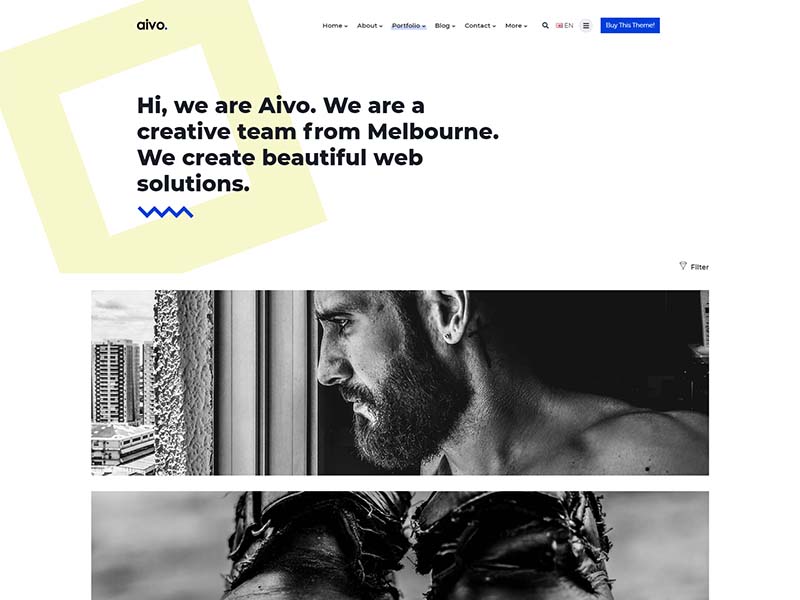 aivo.
Home About Portfolio Blog Contact More EN Buy This Theme!
Hi, we are Aivo. We are a
creative team from Melbourne.
We create beautiful web
solutions.
Filter